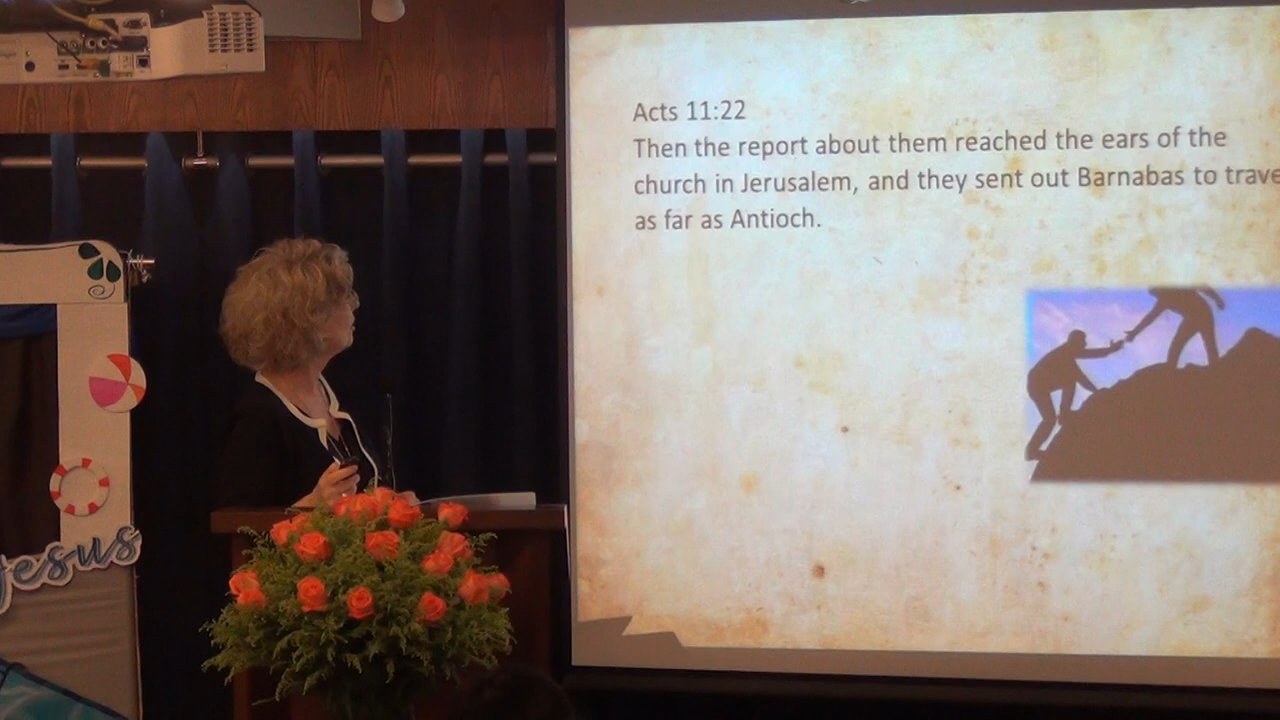 Acts 11:22
Then the report about them reached the ears of the
church in Jerusalem, and they sent out Barnabas to trave
as far as Antioch.
Jesus